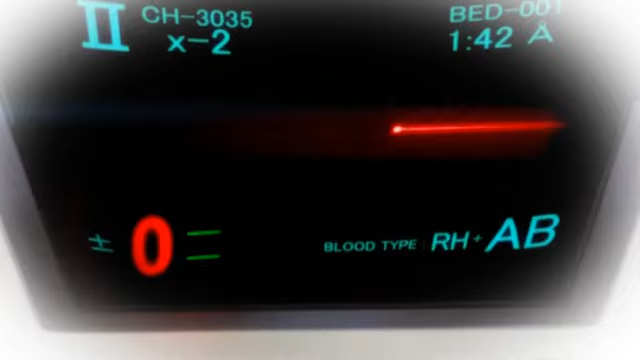 II CH-3035 BED-001
x-2 1:42 Å
± 0 BLOOD TYPE : RH+ AB